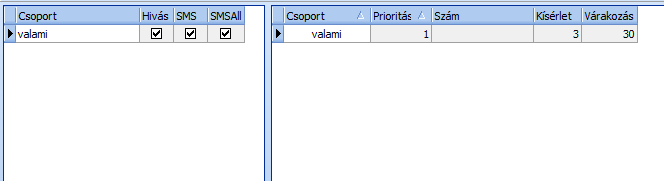 Csoport Hívás SMS SMSAll
valami
Csoport Prioritás Szám Kísérlet Várakozás
valami 1 3 30